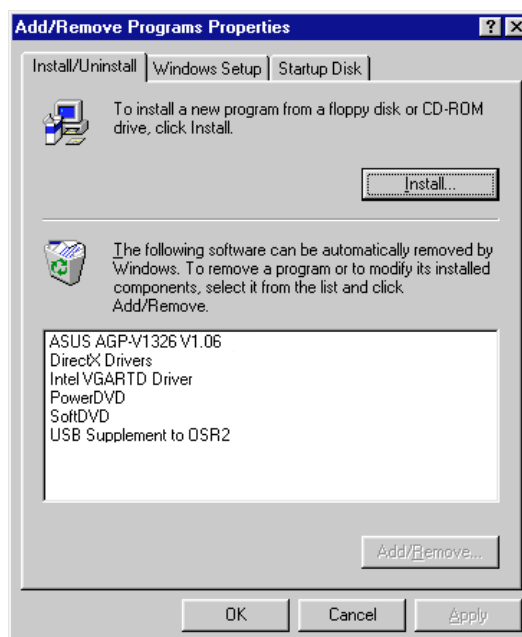 Add/Remove Programs Properties
Install/Uninstall
Windows Setup
Startup Disk
To install a new program from a floppy disk or CD-ROM
drive, click Install.
Install...
The following software can be automatically removed by
Windows. To remove a program or to modify its installed
components, select it from the list and click
Add/Remove.
ASUS AGP-V1326 V1.06
DirectX Drivers
Intel VGARTD Driver
PowerDVD
SoftDVD
USB Supplement to OSR2
Add/Remove...
OK
Cancel
Apply